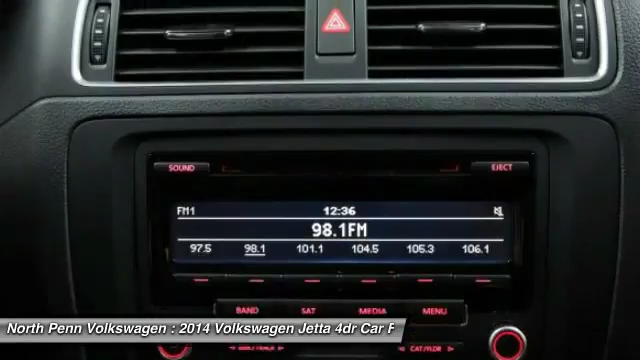 SOUND
EJECT
FM1 12:36
98.1FM
97.5 98.1 101.1 104.5 105.3 106.1
BAND SAT MEDIA MENU
North Penn Volkswagen : 2014 Volkswagen Jetta 4dr Car F
CAT/FLDR